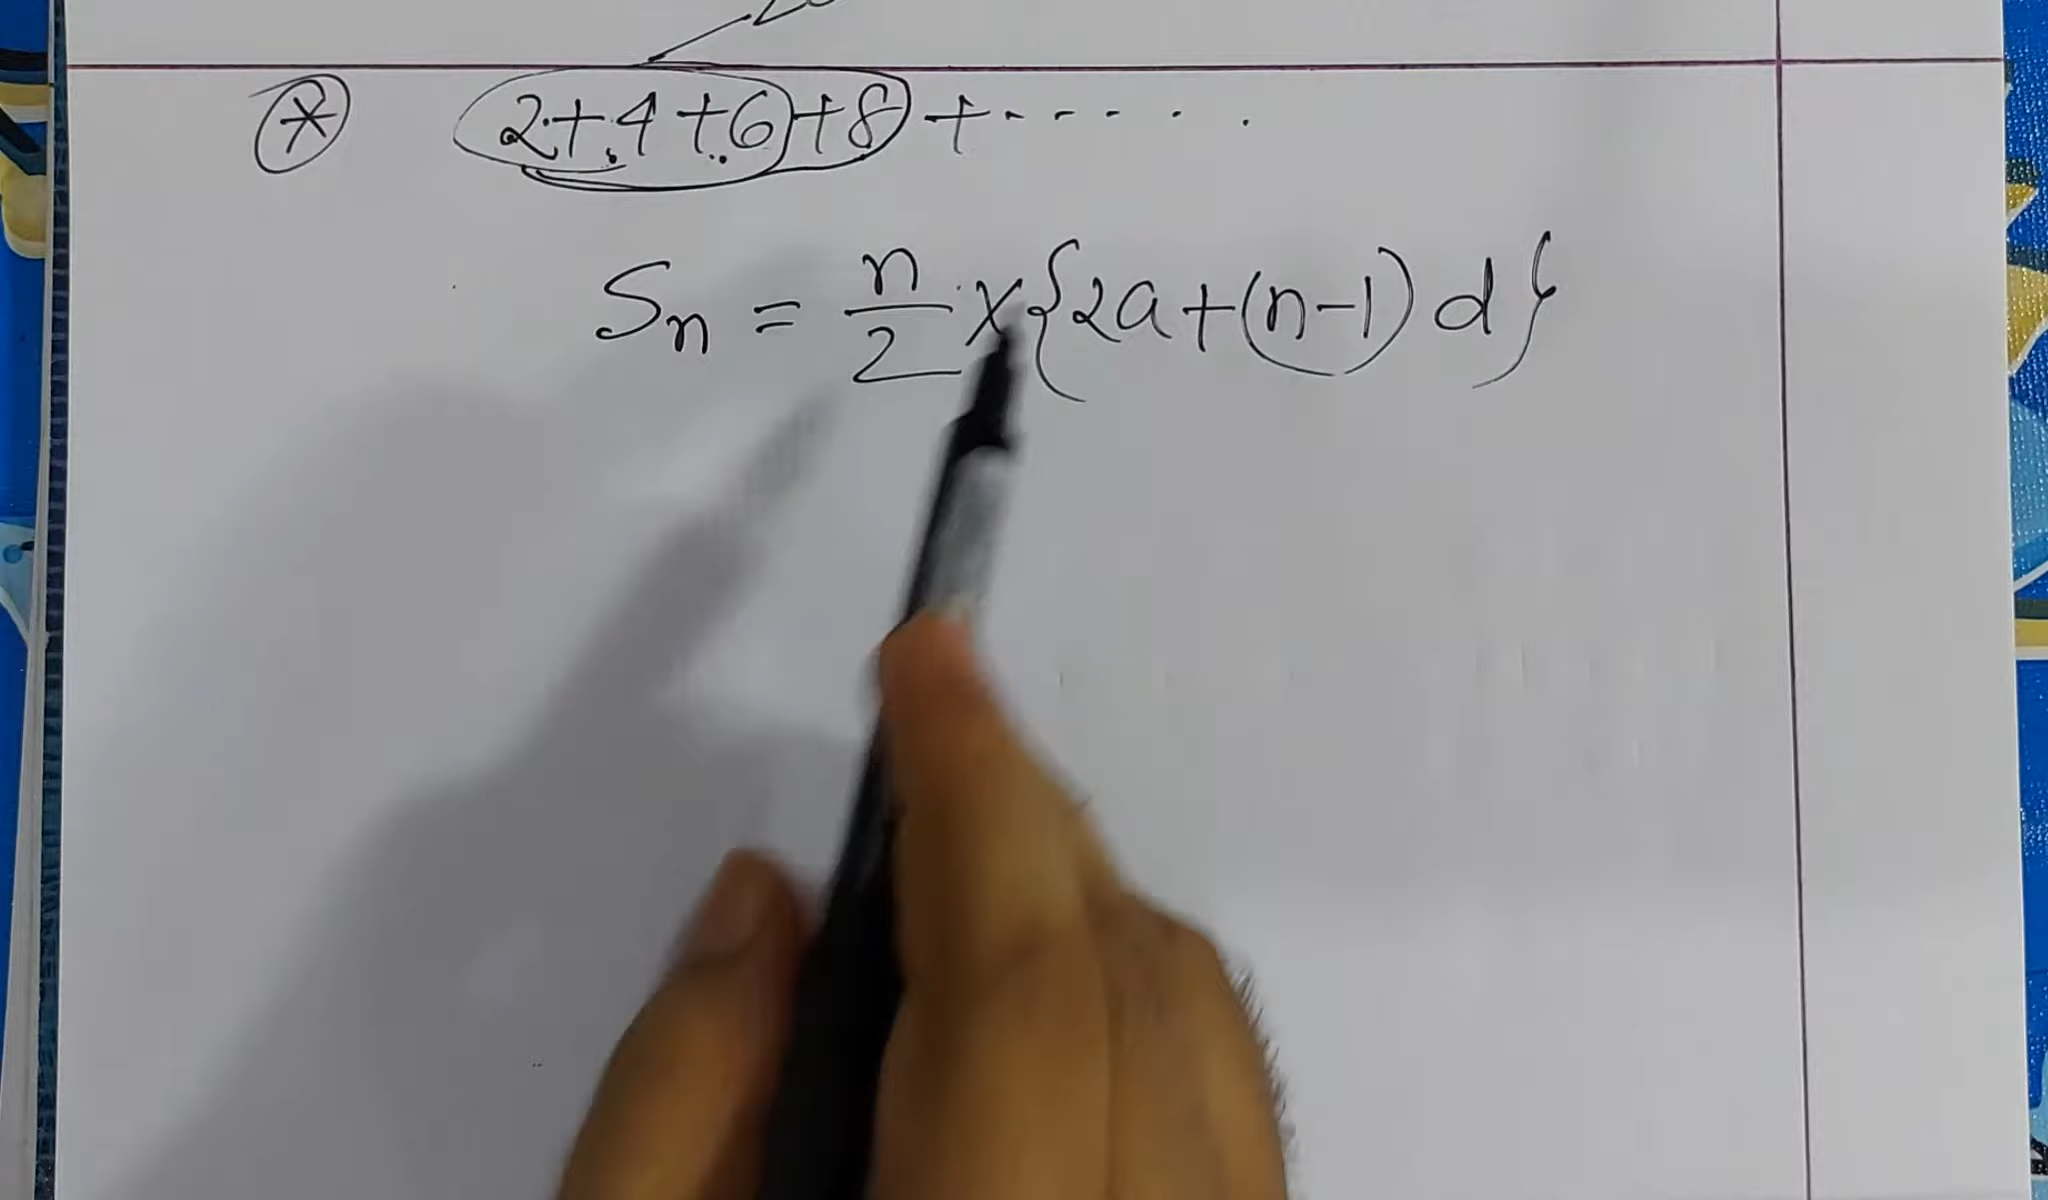 ⊛ 2+4+6+8+-----..
Sn = n/2 × {2a+(n-1)d}